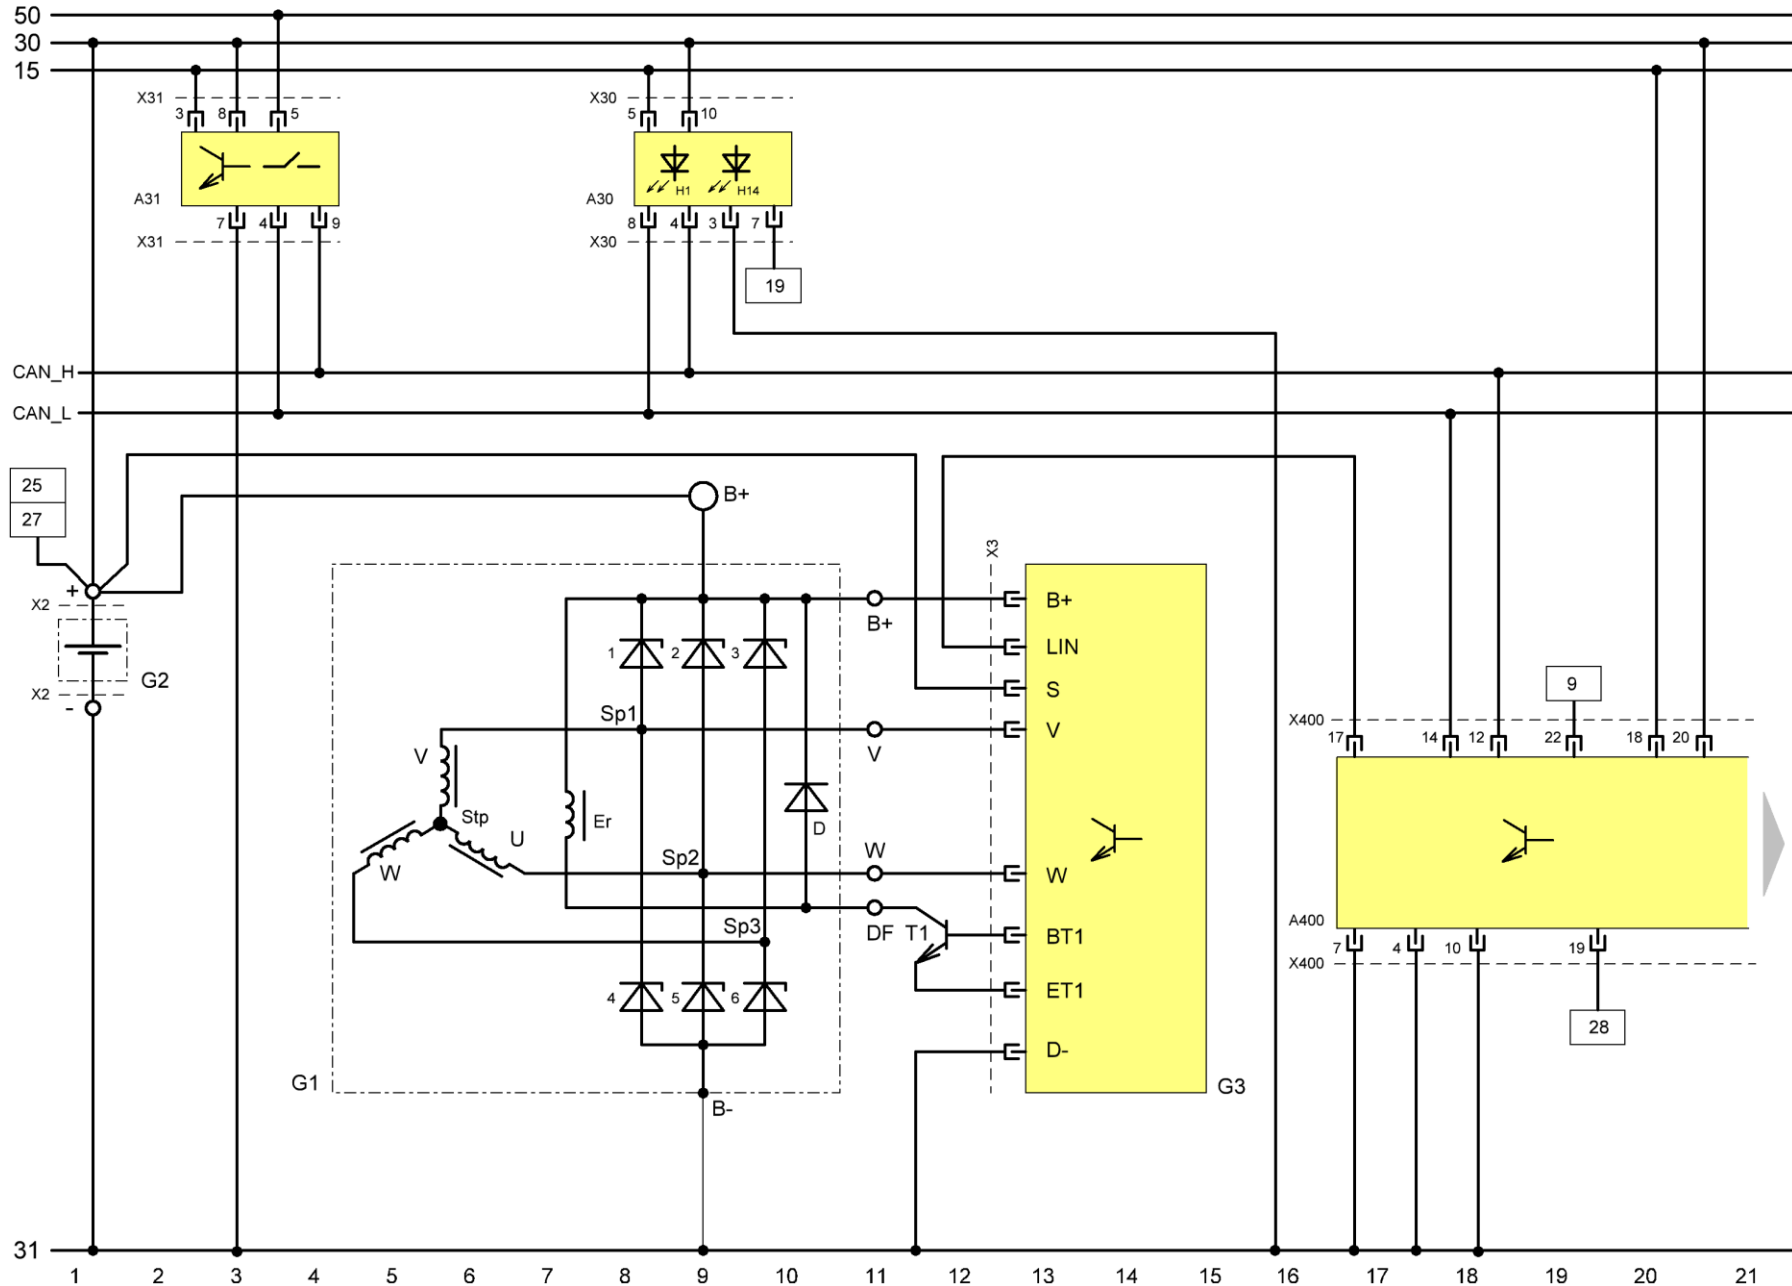 50
30
15
X31
3 8 5
X30
5 10
A31
A30
H1 H14
7 4 9
8 4 3 7
X31
X30
19
CAN_H
CAN_L
25
27
B+
X3
+
X2
B+
B+
1 2 3
LIN
G2
X2
-
S
9
Sp1
V
V
X400
17 14 12 22 18 20
V
Stp
U
Er
D
W
Sp2
W
W
Sp3
DF T1
BT1
A400
7 4 10 19
X400
4 5 6
ET1
28
D-
G1
G3
B-
31
1 2 3 4 5 6 7 8 9 10 11 12 13 14 15 16 17 18 19 20 21